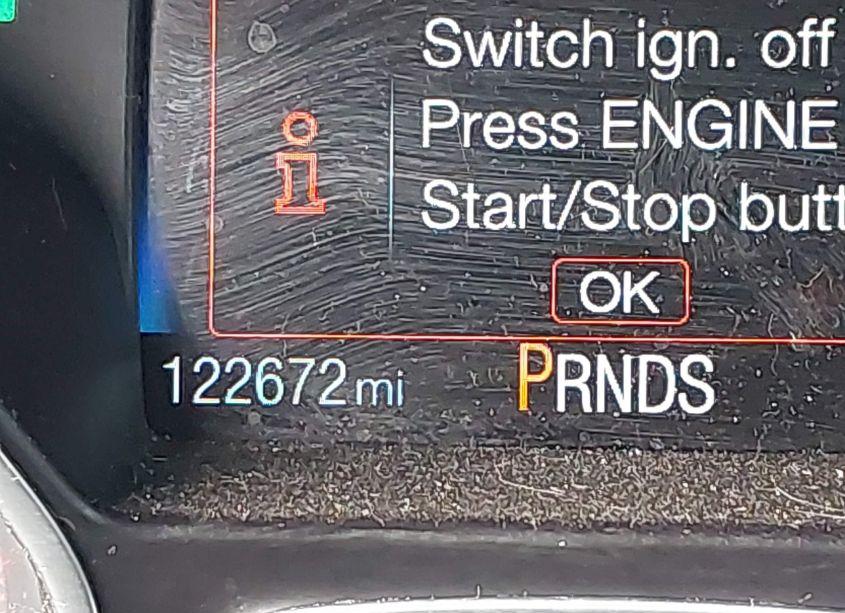 Switch ign. off
Press ENGINE
Start/Stop butt
OK
122672 mi PRNDS